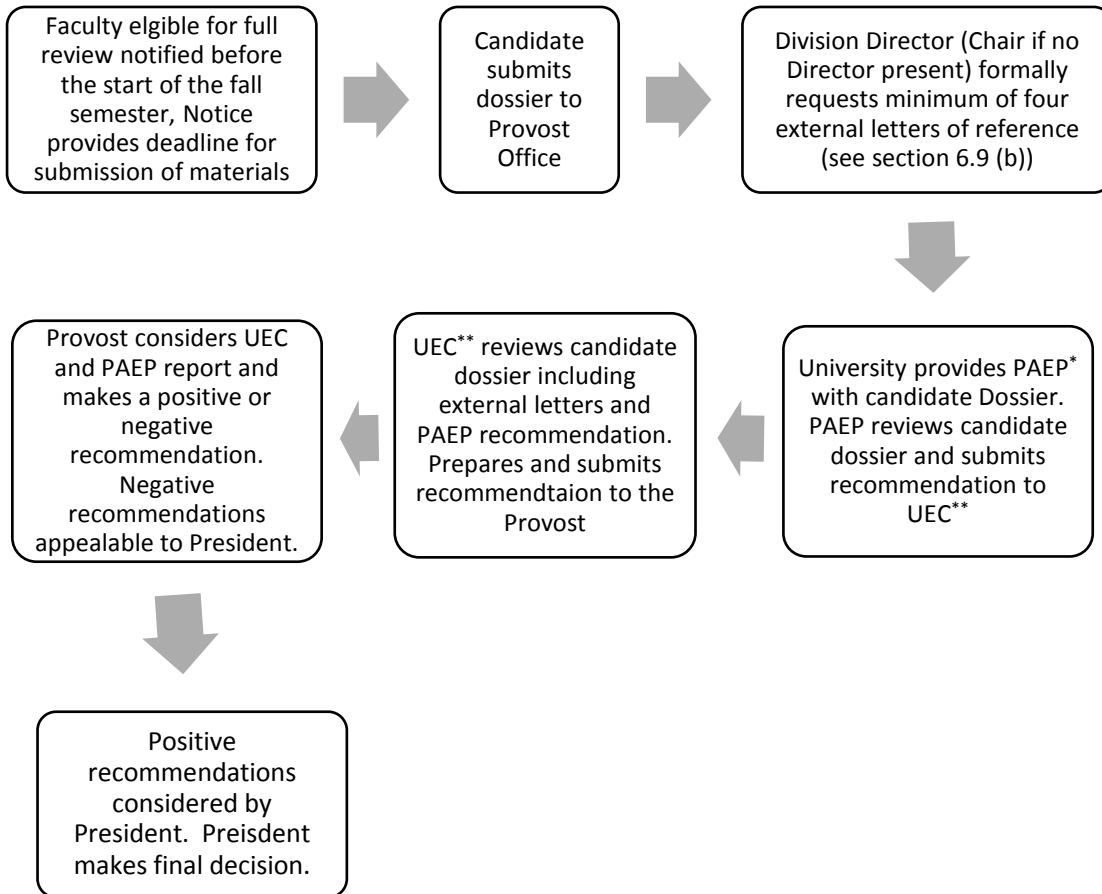 Faculty elgible for full
review notified before
the start of the fall
semester, Notice
provides deadline for
submission of materials
Candidate
submits
dossier to
Provost
Office
Division Director (Chair if no
Director present) formally
requests minimum of four
external letters of reference
(see section 6.9 (b))
University provides PAEP*
with candidate Dossier.
PAEP reviews candidate
dossier and submits
recommendation to
UEC**
UEC** reviews candidate
dossier including
external letters and
PAEP recommendation.
Prepares and submits
recommendtaion to the
Provost
Provost considers UEC
and PAEP report and
makes a positive or
negative
recommendation.
Negative
recommendations
appealable to President.
Positive
recommendations
considered by
President.  Preisdent
makes final decision.